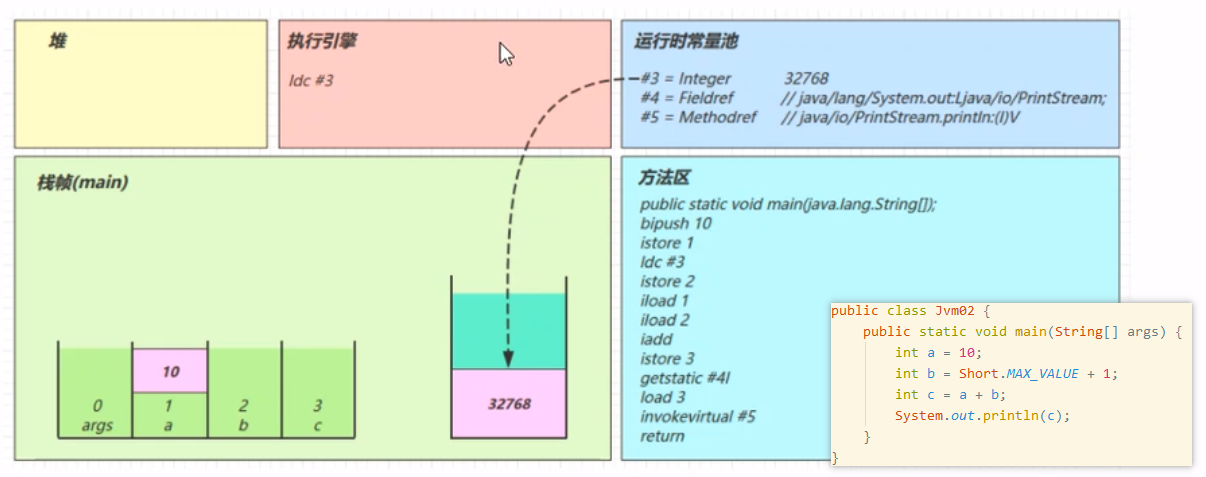 堆
执行引擎
ldc #3
运行时常量池
#3 = Integer 32768
#4 = Fieldref // java/lang/System.out:Ljava/io/PrintStream;
#5 = Methodref // java/io/PrintStream.println:(I)V
栈帧(main)
10
0 1 2 3
args a b c
32768
方法区
public static void main(java.lang.String[]);
bipush 10
istore 1
ldc #3
istore 2
iload 1
iload 2
iadd
istore 3
getstatic #4l
load 3
invokevirtual #5
return
public class Jvm02 {
public static void main(String[] args) {
int a = 10;
int b = Short.MAX_VALUE + 1;
int c = a + b;
System.out.println(c);
}
}